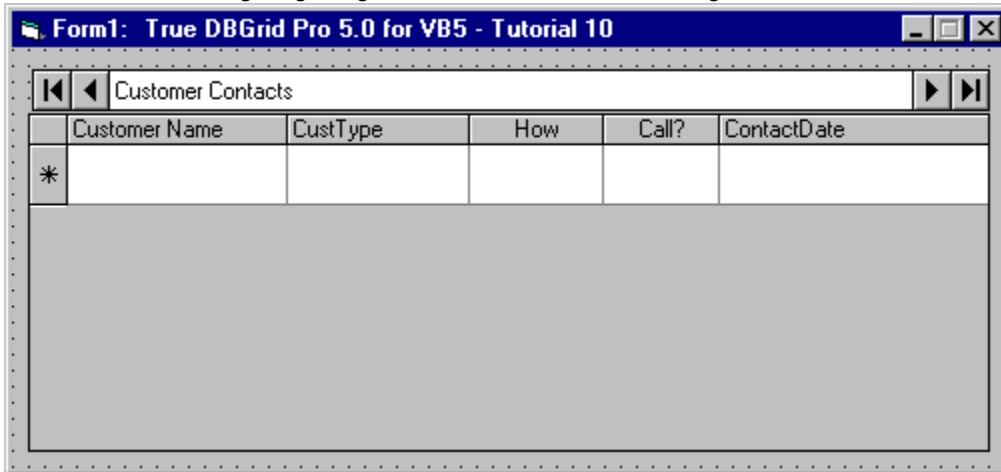 Form1: True DBGrid Pro 5.0 for VB5 - Tutorial 10
Customer Contacts
Customer Name CustType How Call? ContactDate